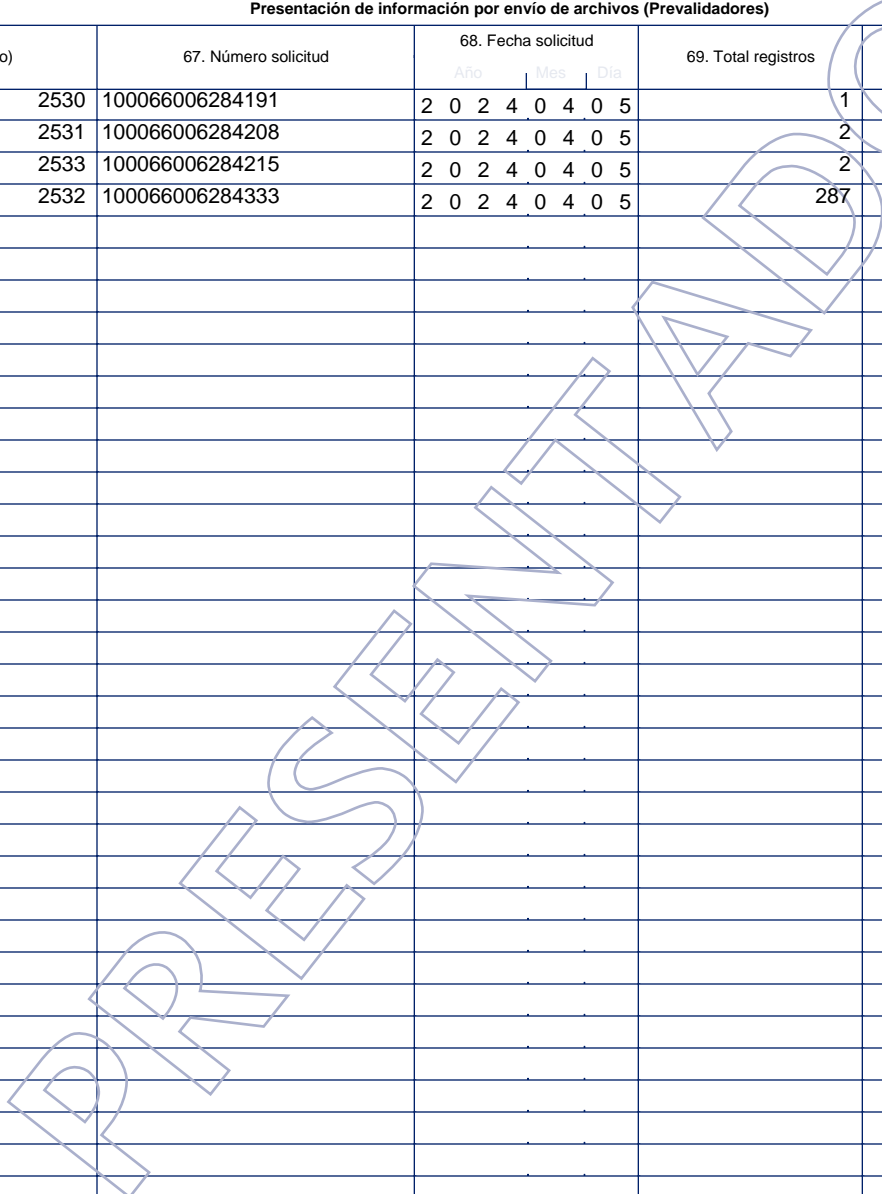 Presentación de información por envío de archivos (Prevalidadores)
o) 67. Número solicitud 68. Fecha solicitud 69. Total registros
Año Mes Día
2530 100066006284191 2 0 2 4 0 4 0 5 1
2531 100066006284208 2 0 2 4 0 4 0 5 2
2533 100066006284215 2 0 2 4 0 4 0 5 2
2532 100066006284333 2 0 2 4 0 4 0 5 287
PRESENTADO